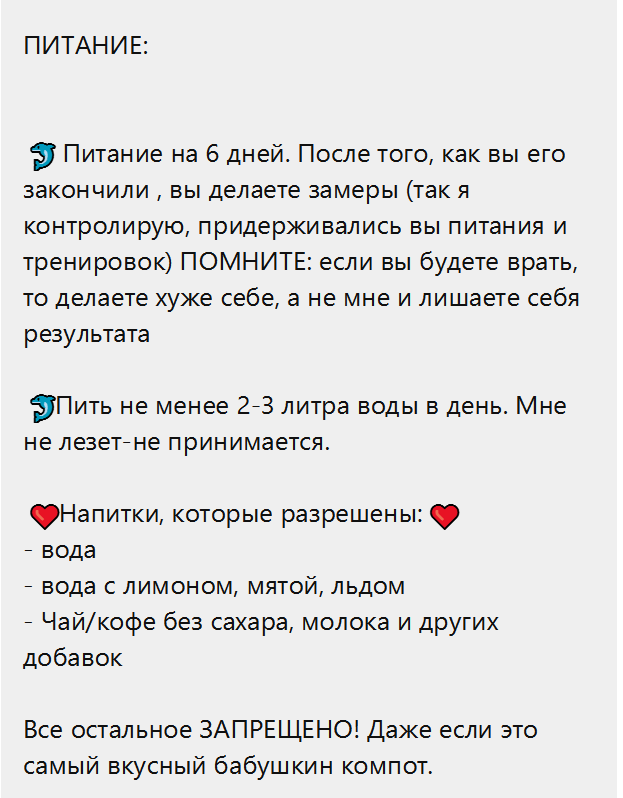 ПИТАНИЕ:
🐬 Питание на 6 дней. После того, как вы его
закончили , вы делаете замеры (так я
контролирую, придерживались вы питания и
тренировок) ПОМНИТЕ: если вы будете врать,
то делаете хуже себе, а не мне и лишаете себя
результата
🐬Пить не менее 2-3 литра воды в день. Мне
не лезет-не принимается.
❤️Напитки, которые разрешены: ❤️
- вода
- вода с лимоном, мятой, льдом
- Чай/кофе без сахара, молока и других
добавок
Все остальное ЗАПРЕЩЕНО! Даже если это
самый вкусный бабушкин компот.